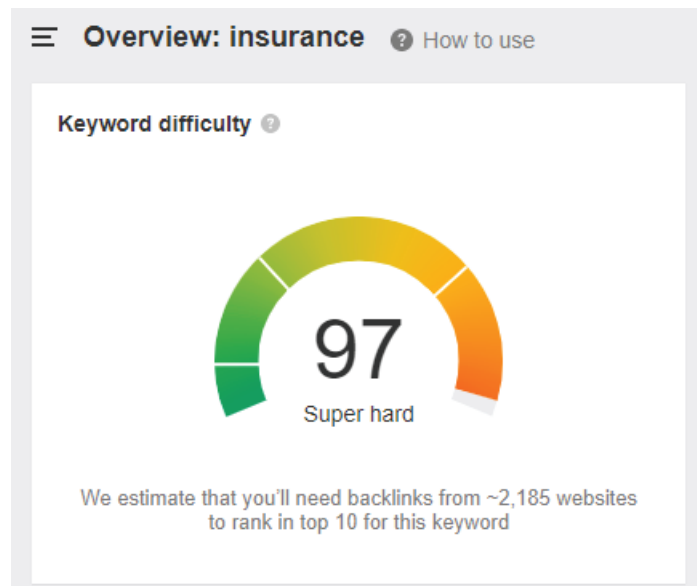 Overview: insurance ? How to use
Keyword difficulty ?
97
Super hard
We estimate that you'll need backlinks from ~2,185 websites
to rank in top 10 for this keyword